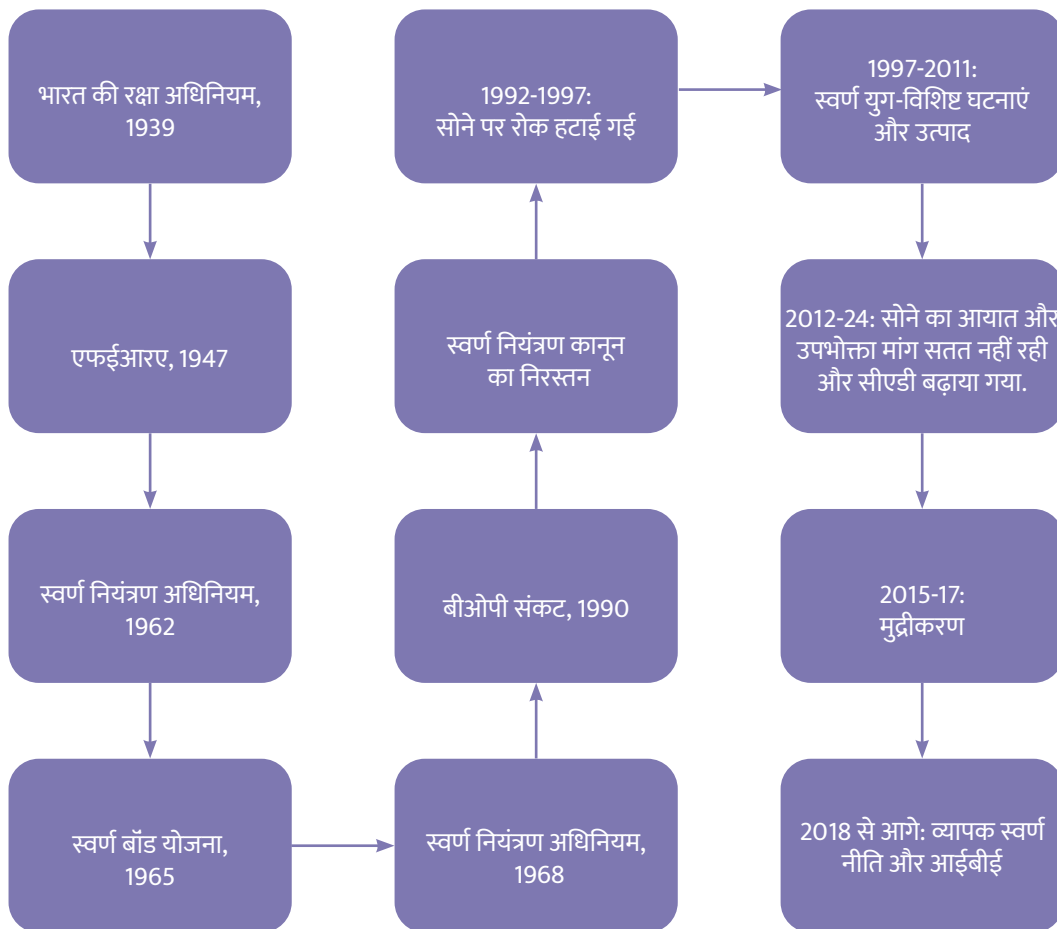 भारत की रक्षा अधिनियम,
1939
एफईआरए, 1947
स्वर्ण नियंत्रण अधिनियम,
1962
स्वर्ण बॉंड योजना,
1965
स्वर्ण नियंत्रण अधिनियम,
1968
बीओपी संकट, 1990
स्वर्ण नियंत्रण कानून
का निरस्तन
1992-1997:
सोने पर रोक हटाई गई
1997-2011:
स्वर्ण युग-विशिष्ट घटनाएं
और उत्पाद
2012-24: सोने का आयात और
उपभोक्ता मांग सतत नहीं रही
और सीएडी बढ़ाया गया.
2015-17:
मुद्रीकरण
2018 से आगे: व्यापक स्वर्ण
नीति और आईबीई